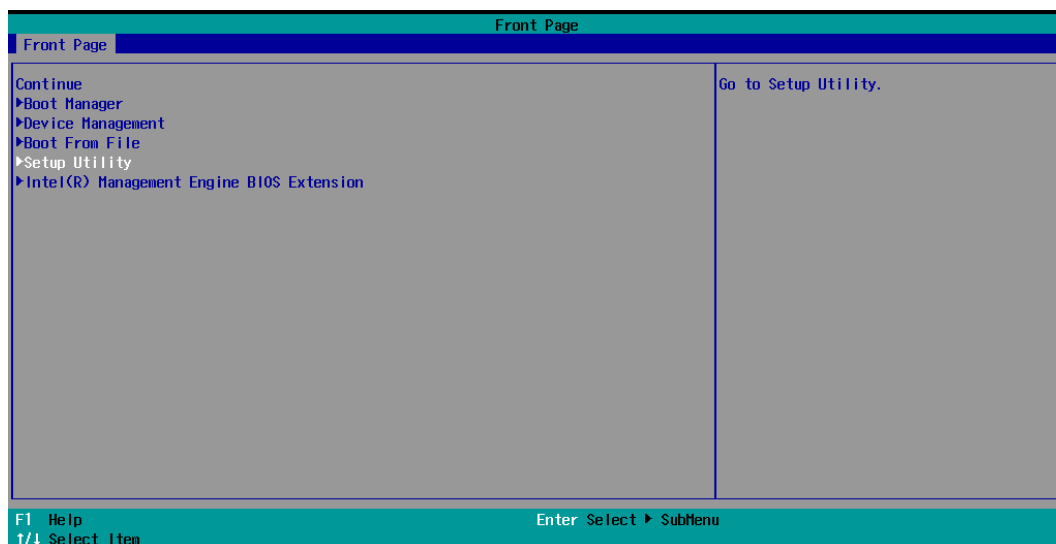 Front Page
Front Page
Continue
▶Boot Manager
▶Device Management
▶Boot From File
▶Setup Utility
▶Intel(R) Management Engine BIOS Extension
Go to Setup Utility.
F1 Help
Enter Select ▶ SubMenu
↑/↓ Select Item